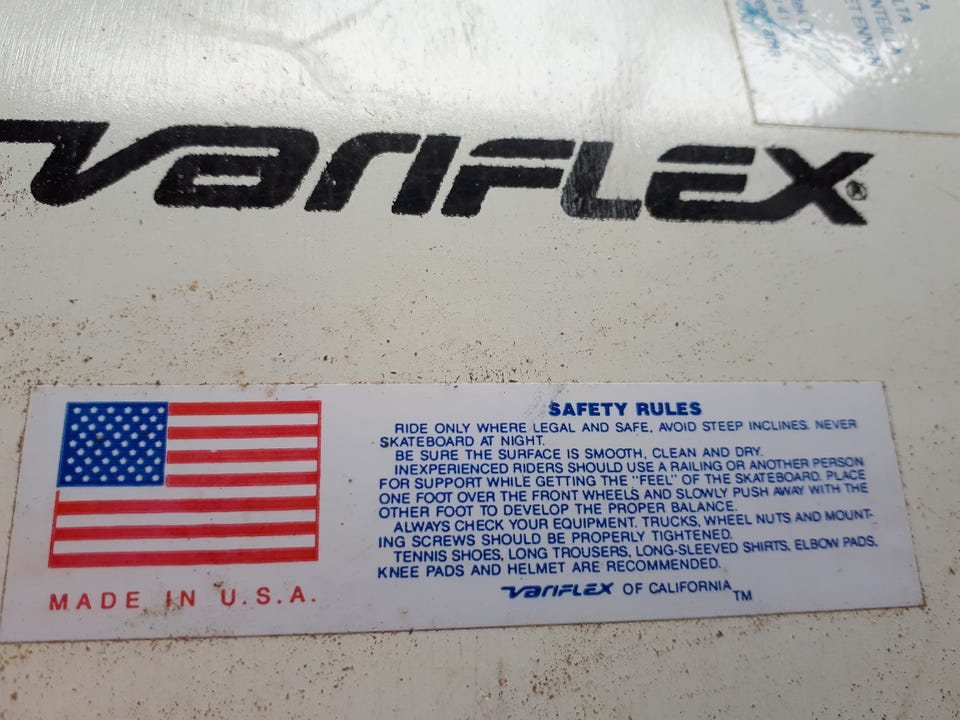 VARIFLEX®
SAFETY RULES
RIDE ONLY WHERE LEGAL AND SAFE. AVOID STEEP INCLINES. NEVER
SKATEBOARD AT NIGHT.
BE SURE THE SURFACE IS SMOOTH, CLEAN AND DRY.
INEXPERIENCED RIDERS SHOULD USE A RAILING OR ANOTHER PERSON
FOR SUPPORT WHILE GETTING THE "FEEL" OF THE SKATEBOARD. PLACE
ONE FOOT OVER THE FRONT WHEELS AND SLOWLY PUSH AWAY WITH THE
OTHER FOOT TO DEVELOP THE PROPER BALANCE.
ALWAYS CHECK YOUR EQUIPMENT. TRUCKS, WHEEL NUTS AND MOUNT-
ING SCREWS SHOULD BE PROPERLY TIGHTENED.
TENNIS SHOES, LONG TROUSERS, LONG-SLEEVED SHIRTS, ELBOW PADS,
KNEE PADS AND HELMET ARE RECOMMENDED.
VARIFLEX OF CALIFORNIA™
MADE IN U.S.A.